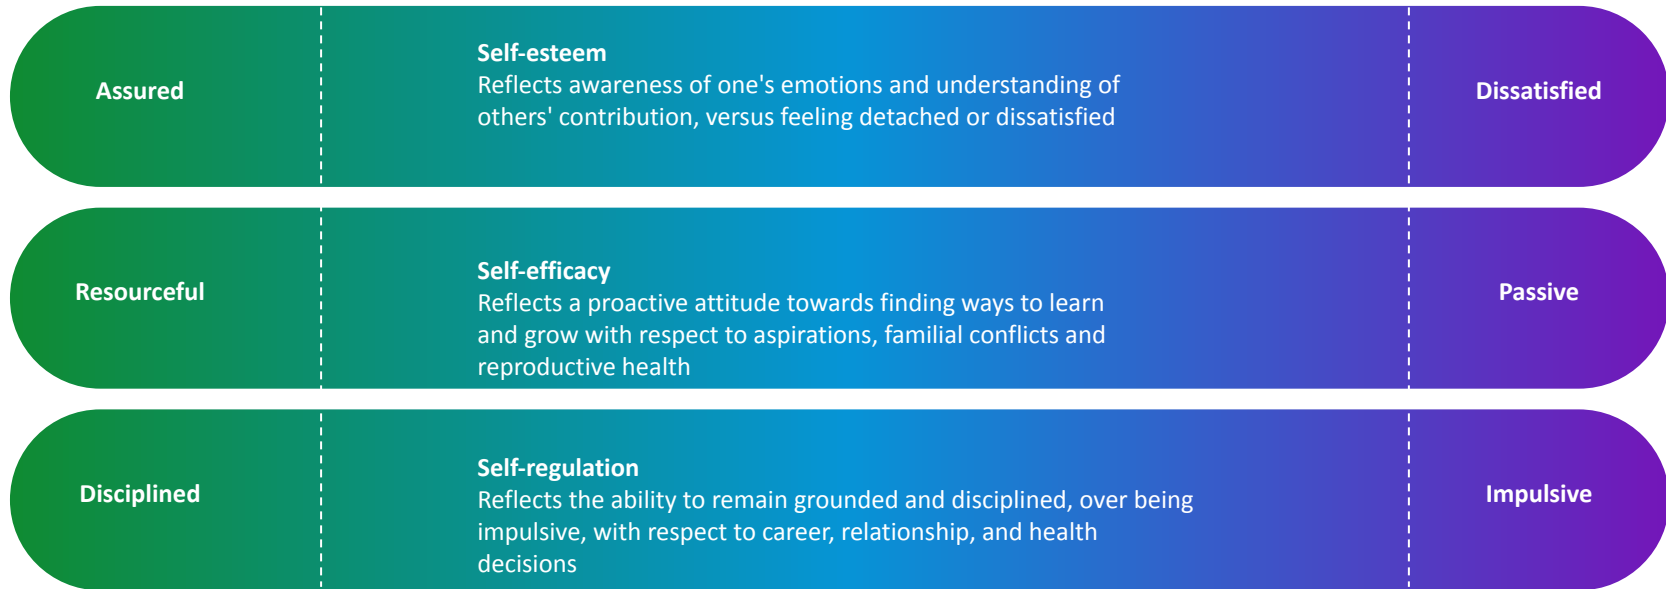 Assured
Self-esteem
Reflects awareness of one's emotions and understanding of
others' contribution, versus feeling detached or dissatisfied
Dissatisfied
Resourceful
Self-efficacy
Reflects a proactive attitude towards finding ways to learn
and grow with respect to aspirations, familial conflicts and
reproductive health
Passive
Disciplined
Self-regulation
Reflects the ability to remain grounded and disciplined, over being
impulsive, with respect to career, relationship, and health
decisions
Impulsive